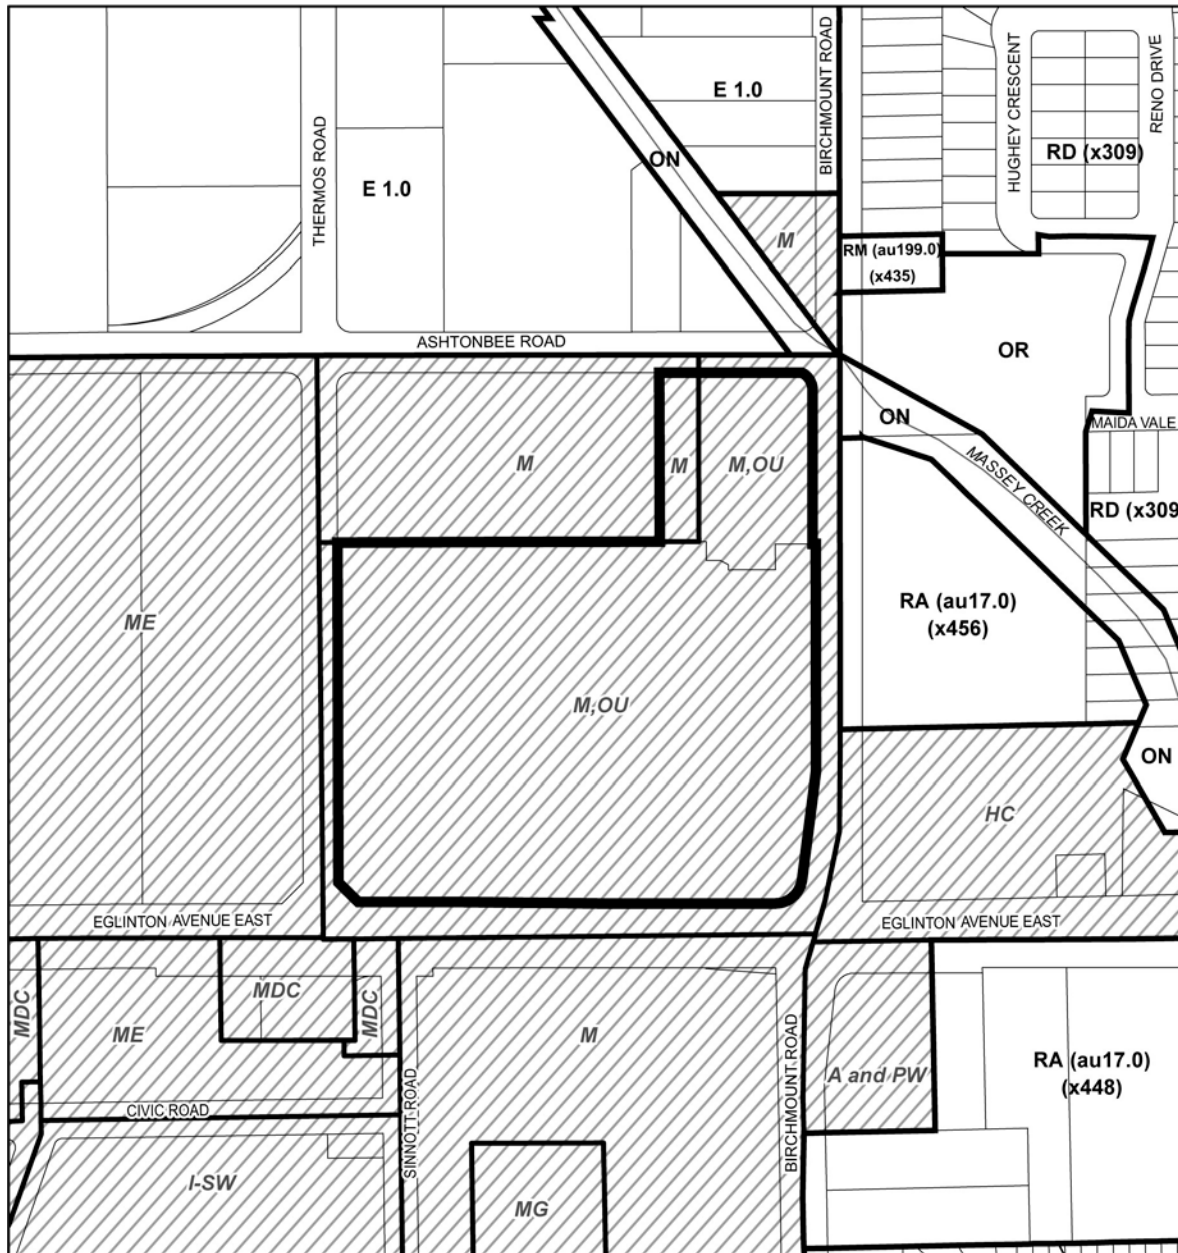 BIRCHMOUNT ROAD
HUGHEY CRESCENT
RENO DRIVE
E 1.0
THERMOS ROAD
ON
RD (x309)
E 1.0
M
RM (au199.0)
(x435)
ASHTONBEE ROAD
OR
ON
MAIDA VALE
M
M
M,OU
MASSEY CREEK
RD (x309
ME
RA (au17.0)
(x456)
M,OU
ON
HC
EGLINTON AVENUE EAST
EGLINTON AVENUE EAST
MDC
ME
MDC
MDC
M
BIRCHMOUNT ROAD
A and PW
RA (au17.0)
(x448)
CIVIC ROAD
SINNOTT ROAD
I-SW
MG